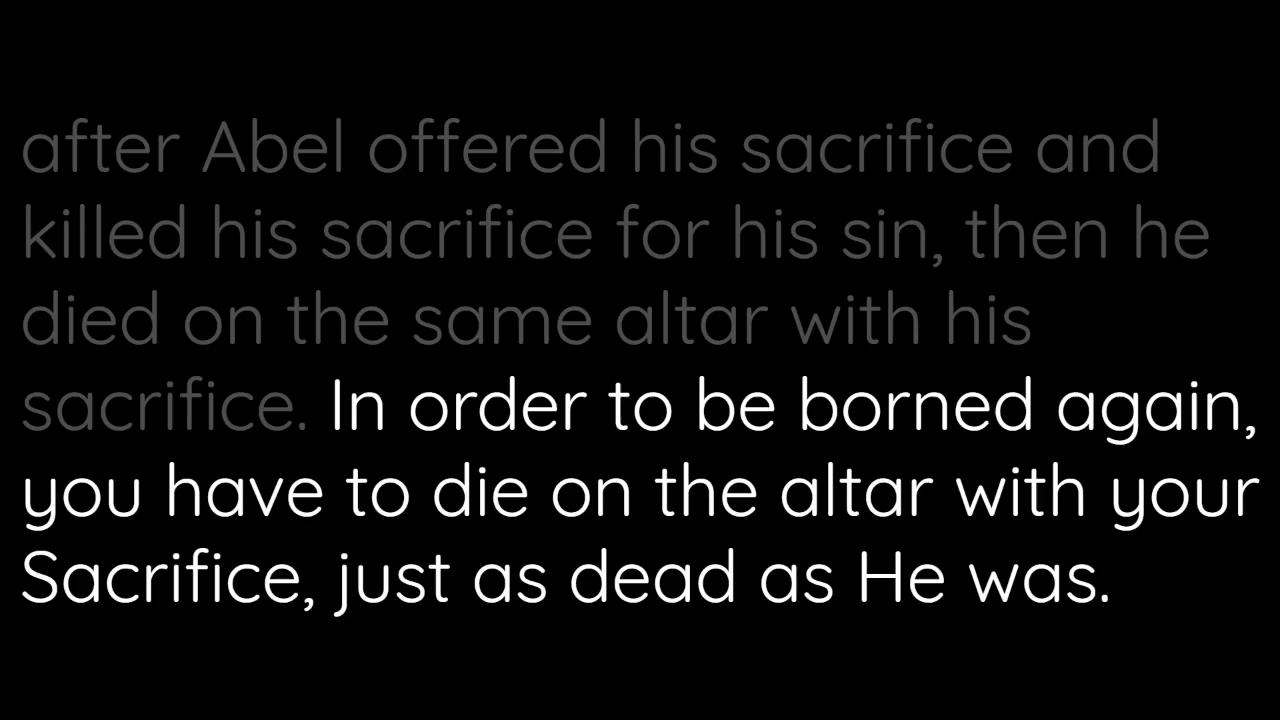 after Abel offered his sacrifice and
killed his sacrifice for his sin, then he
died on the same altar with his
sacrifice. In order to be borned again,
you have to die on the altar with your
Sacrifice, just as dead as He was.